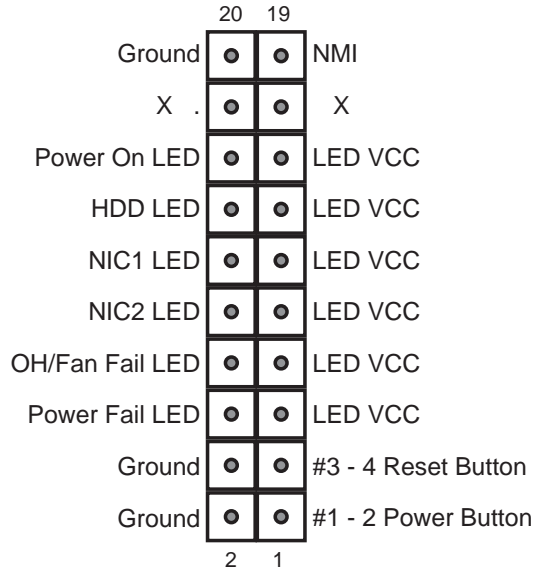 20 19
Ground NMI
X . X
Power On LED LED VCC
HDD LED LED VCC
NIC1 LED LED VCC
NIC2 LED LED VCC
OH/Fan Fail LED LED VCC
Power Fail LED LED VCC
Ground #3 - 4 Reset Button
Ground #1 - 2 Power Button
2 1